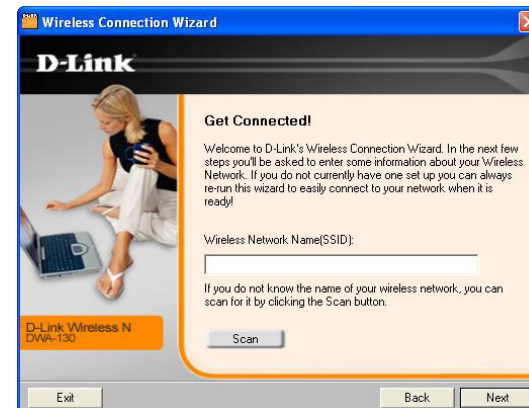 Wireless Connection Wizard
D-Link
Get Connected!
Welcome to D-Link's Wireless Connection Wizard. In the next few
steps you'll be asked to enter some information about your Wireless
Network. If you do not currently have one set up you can always
re-run this wizard to easily connect to your network when it is
ready!
Wireless Network Name(SSID):
If you do not know the name of your wireless network, you can
scan for it by clicking the Scan button.
D-Link Wireless N
DWA-130
Scan
Exit
Back
Next